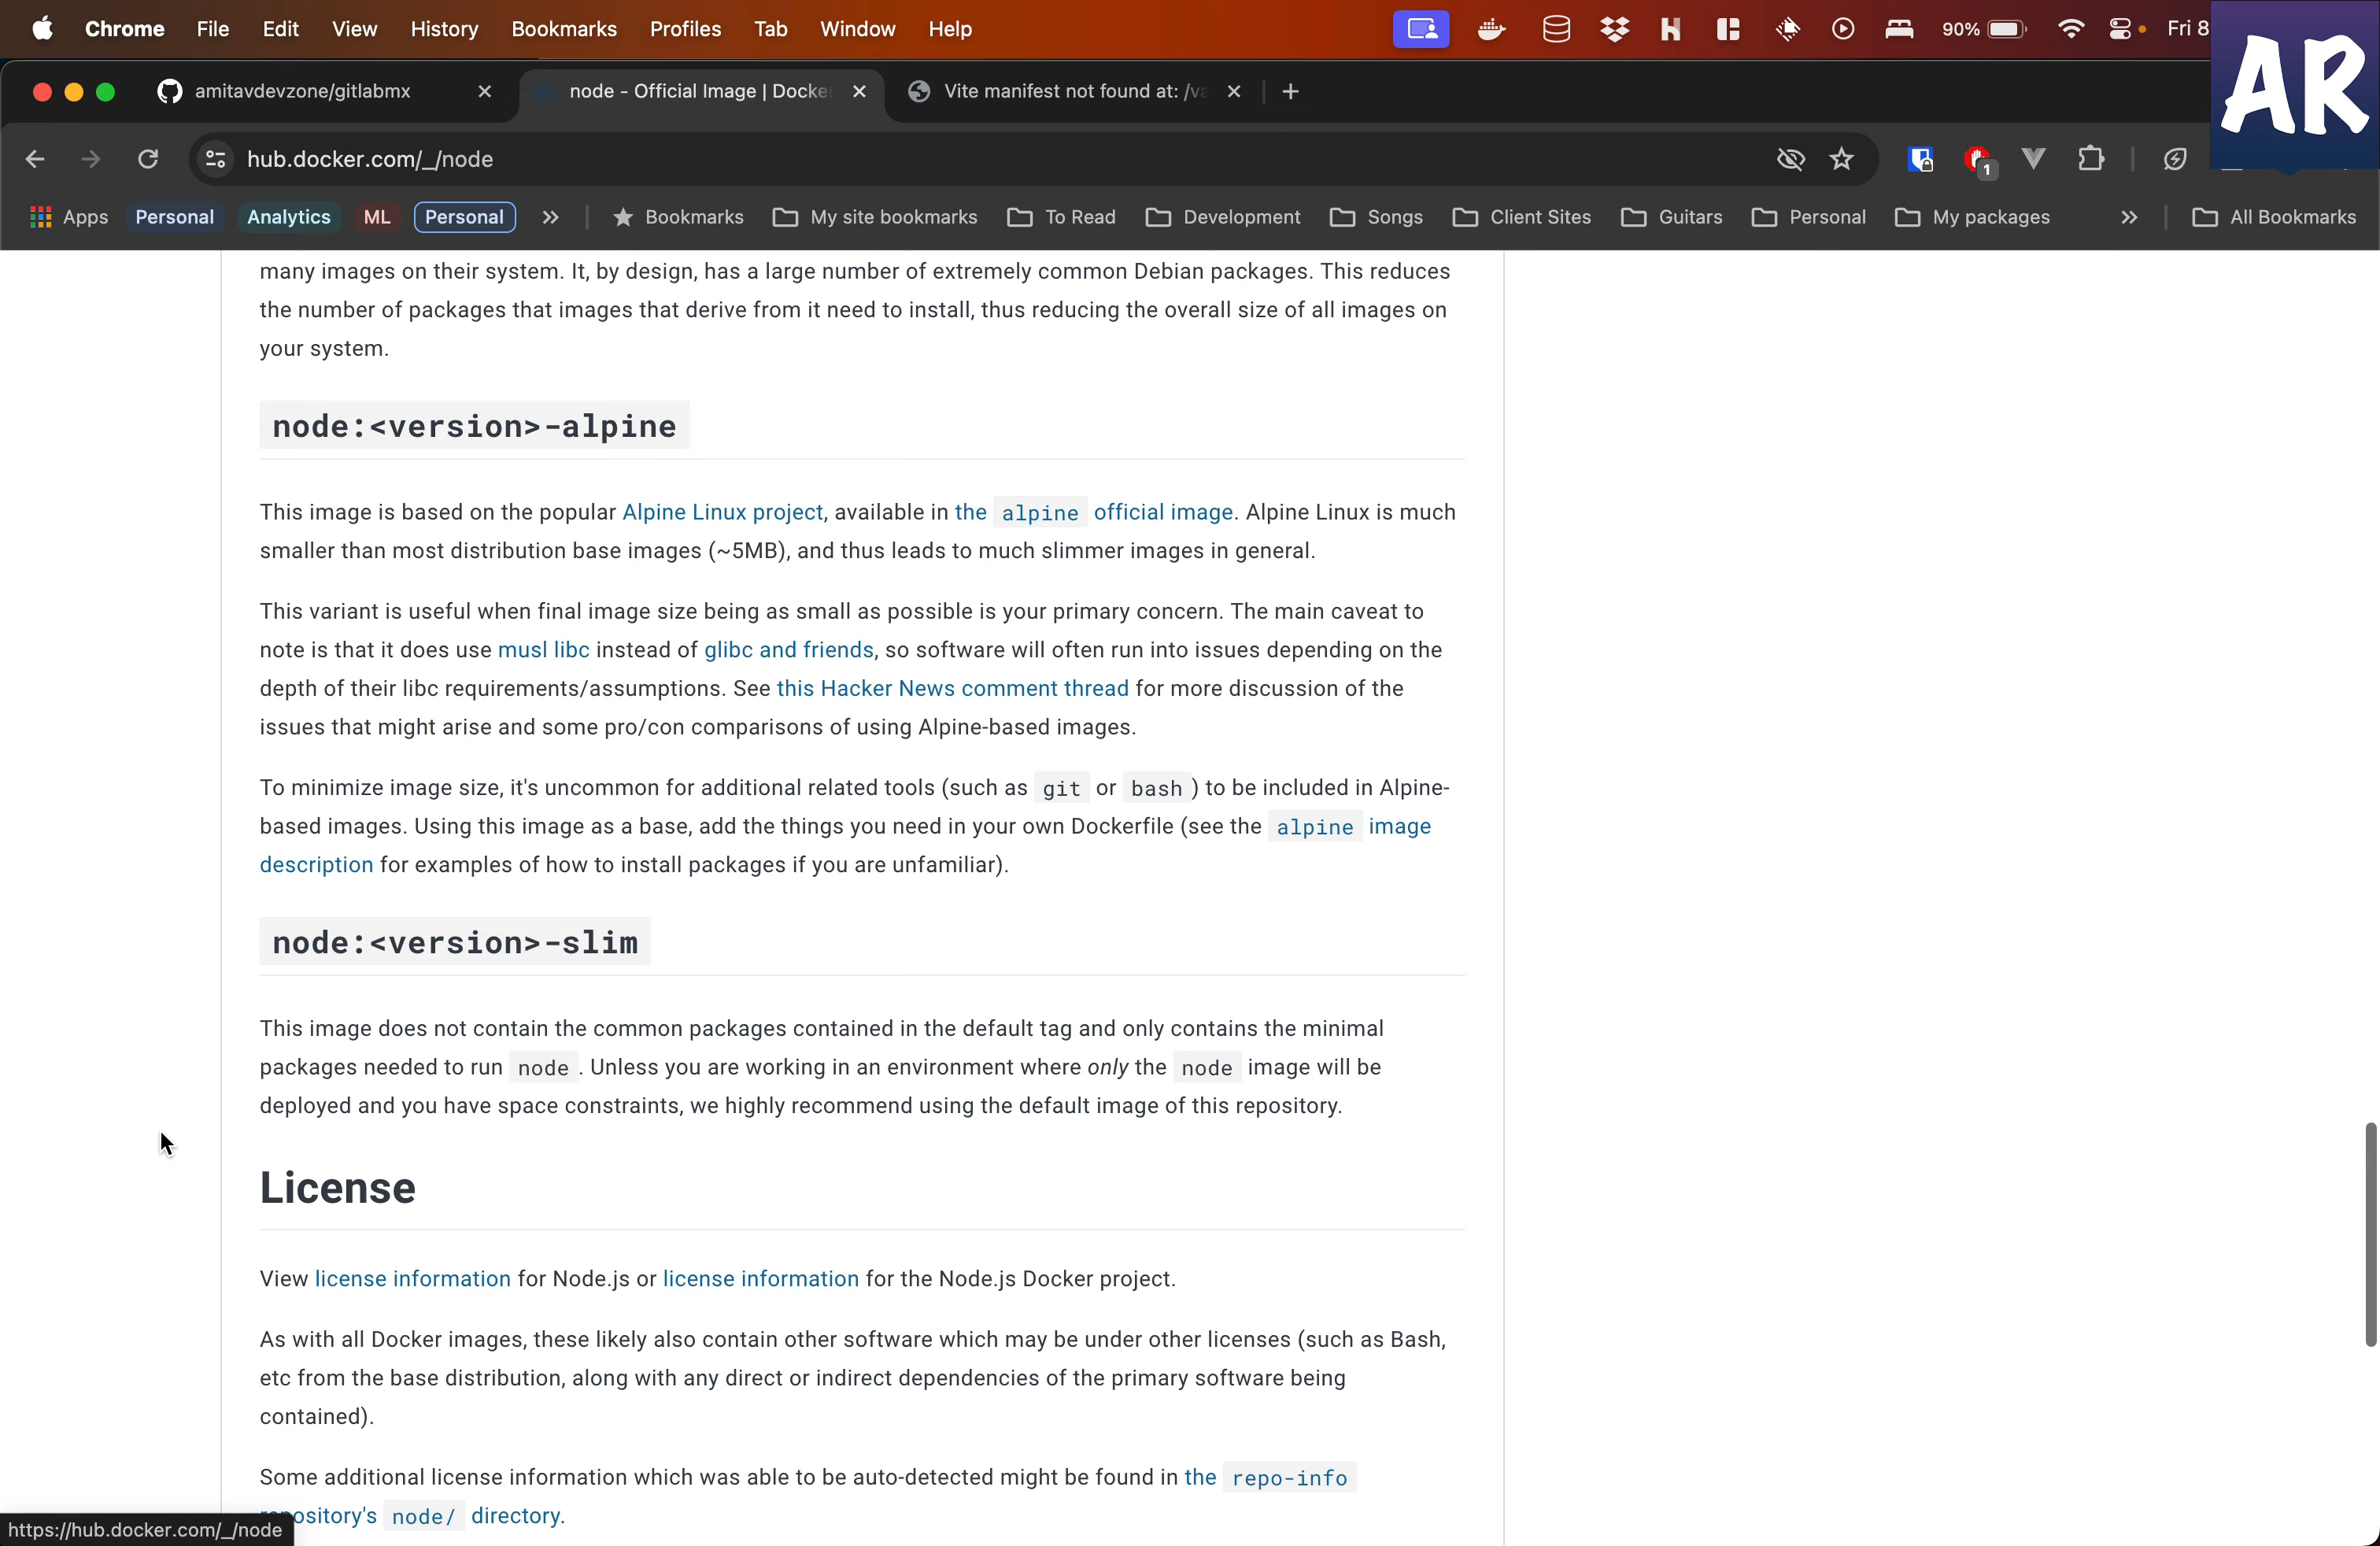 Chrome File Edit View History Bookmarks Profiles Tab Window Help 90% Fri 8
amitavdevzone/gitlabmx node - Official Image | Docke Vite manifest not found at: /va
AR
hub.docker.com/_/node 1
Apps Personal Analytics ML Personal Bookmarks My site bookmarks To Read Development Songs Client Sites Guitars Personal My packages All Bookmarks
many images on their system. It, by design, has a large number of extremely common Debian packages. This reduces
the number of packages that images that derive from it need to install, thus reducing the overall size of all images on
your system.
node:<version>-alpine
This image is based on the popular Alpine Linux project, available in the alpine official image. Alpine Linux is much
smaller than most distribution base images (~5MB), and thus leads to much slimmer images in general.
This variant is useful when final image size being as small as possible is your primary concern. The main caveat to
note is that it does use musl libc instead of glibc and friends, so software will often run into issues depending on the
depth of their libc requirements/assumptions. See this Hacker News comment thread for more discussion of the
issues that might arise and some pro/con comparisons of using Alpine-based images.
To minimize image size, it's uncommon for additional related tools (such as git or bash ) to be included in Alpine-
based images. Using this image as a base, add the things you need in your own Dockerfile (see the alpine image
description for examples of how to install packages if you are unfamiliar).
node:<version>-slim
This image does not contain the common packages contained in the default tag and only contains the minimal
packages needed to run node . Unless you are working in an environment where only the node image will be
deployed and you have space constraints, we highly recommend using the default image of this repository.
License
View license information for Node.js or license information for the Node.js Docker project.
As with all Docker images, these likely also contain other software which may be under other licenses (such as Bash,
etc from the base distribution, along with any direct or indirect dependencies of the primary software being
contained).
Some additional license information which was able to be auto-detected might be found in the repo-info
repository's node/ directory.
https://hub.docker.com/_/node